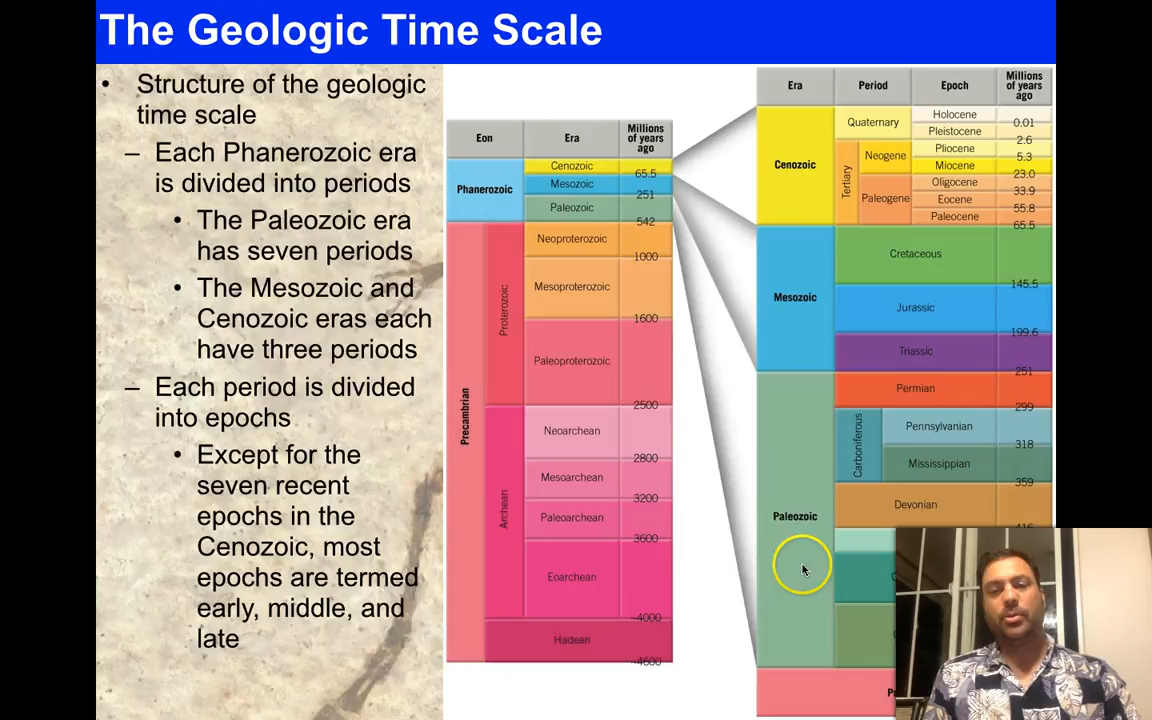 The Geologic Time Scale
• Structure of the geologic
time scale
– Each Phanerozoic era
is divided into periods
• The Paleozoic era
has seven periods
• The Mesozoic and
Cenozoic eras each
have three periods
– Each period is divided
into epochs
• Except for the
seven recent
epochs in the
Cenozoic, most
epochs are termed
early, middle, and
late
Eon Era Millions
of years
ago
Phanerozoic
Cenozoic
65.5
Mesozoic
251
Paleozoic
542
Precambrian
Proterozoic
Neoproterozoic
1000
Mesoproterozoic
1600
Paleoproterozoic
2500
Archean
Neoarchean
2800
Mesoarchean
3200
Paleoarchean
3600
Eoarchean
~4000
Hadean
~4600
Era Period Epoch Millions
of years
ago
Cenozoic
Quaternary
Holocene
0.01
Pleistocene
2.6
Tertiary
Neogene
Pliocene
5.3
Miocene
23.0
Paleogene
Oligocene
33.9
Eocene
55.8
Paleocene
65.5
Mesozoic
Cretaceous
145.5
Jurassic
199.6
Triassic
251
Paleozoic
Permian
299
Carboniferous
Pennsylvanian
318
Mississippian
359
Devonian